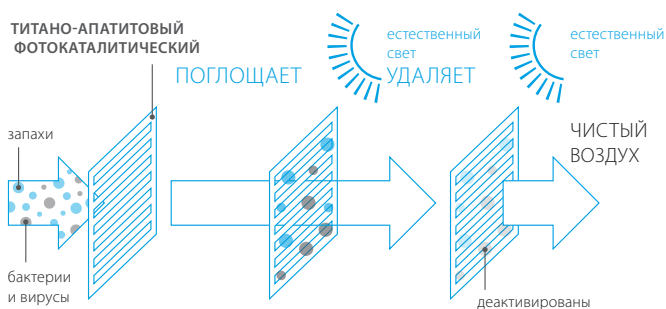 ТИТАНО-АПАТИТОВЫЙ
ФОТОКАТАЛИТИЧЕСКИЙ
ПОГЛОЩАЕТ
естественный
свет
УДАЛЯЕТ
естественный
свет
запахи
ЧИСТЫЙ
ВОЗДУХ
бактерии
и вирусы
деактивированы